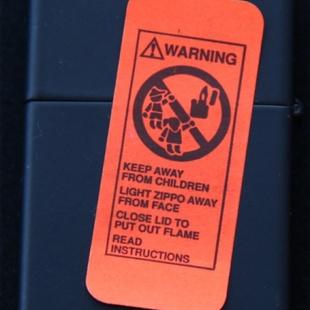 WARNING
KEEP AWAY
FROM CHILDREN
LIGHT ZIPPO AWAY
FROM FACE
CLOSE LID TO
PUT OUT FLAME
READ
INSTRUCTIONS